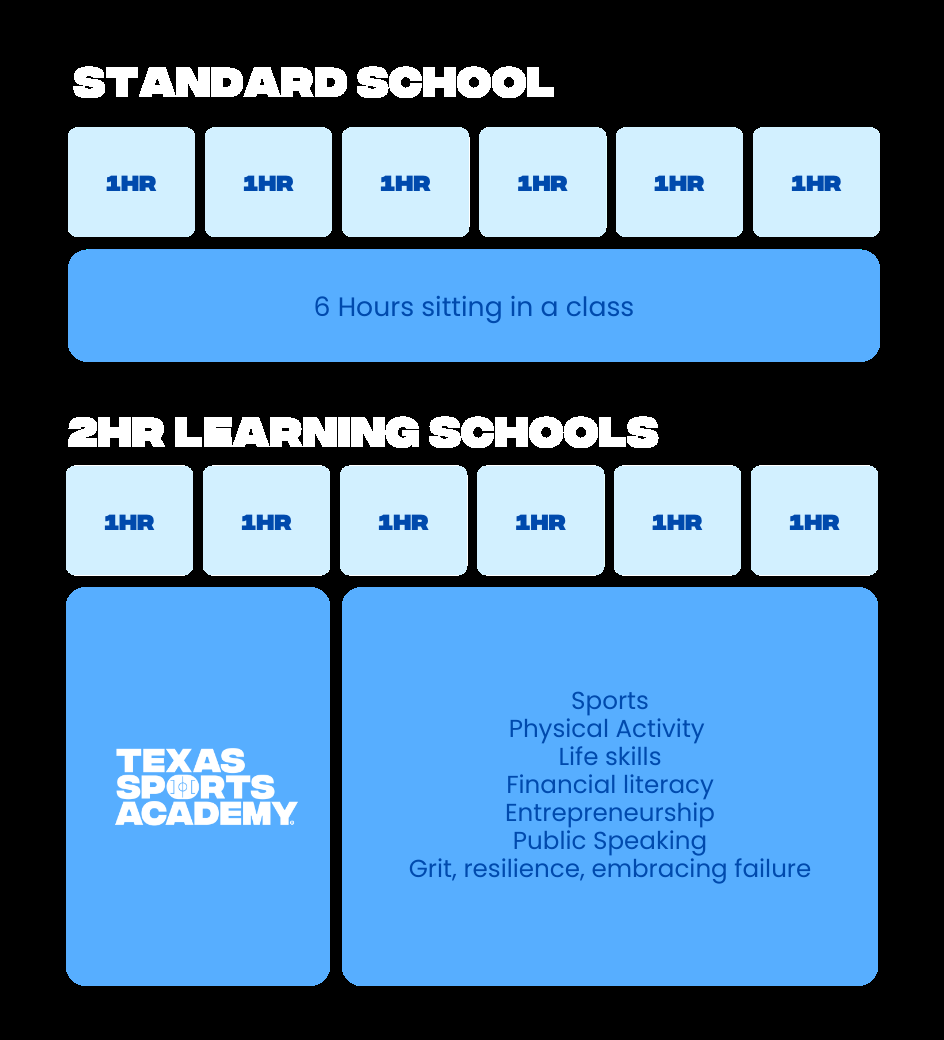 STANDARD SCHOOL
1HR 1HR 1HR 1HR 1HR 1HR
6 Hours sitting in a class
2HR LEARNING SCHOOLS
1HR 1HR 1HR 1HR 1HR 1HR
TEXAS
SPORTS
ACADEMY
Sports
Physical Activity
Life skills
Financial literacy
Entrepreneurship
Public Speaking
Grit, resilience, embracing failure